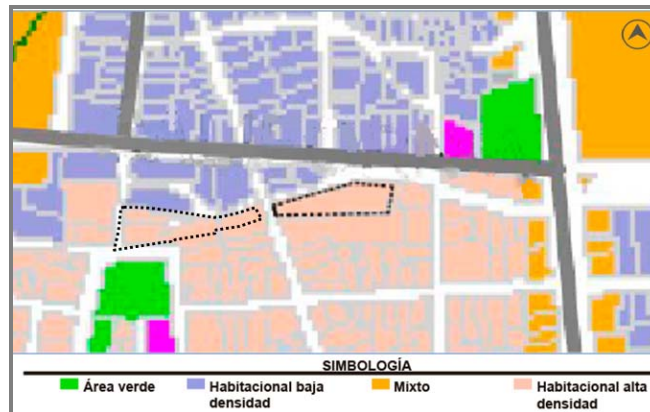 SIMBOLOGÍA
Área verde
Habitacional baja
densidad
Mixto
Habitacional alta
densidad